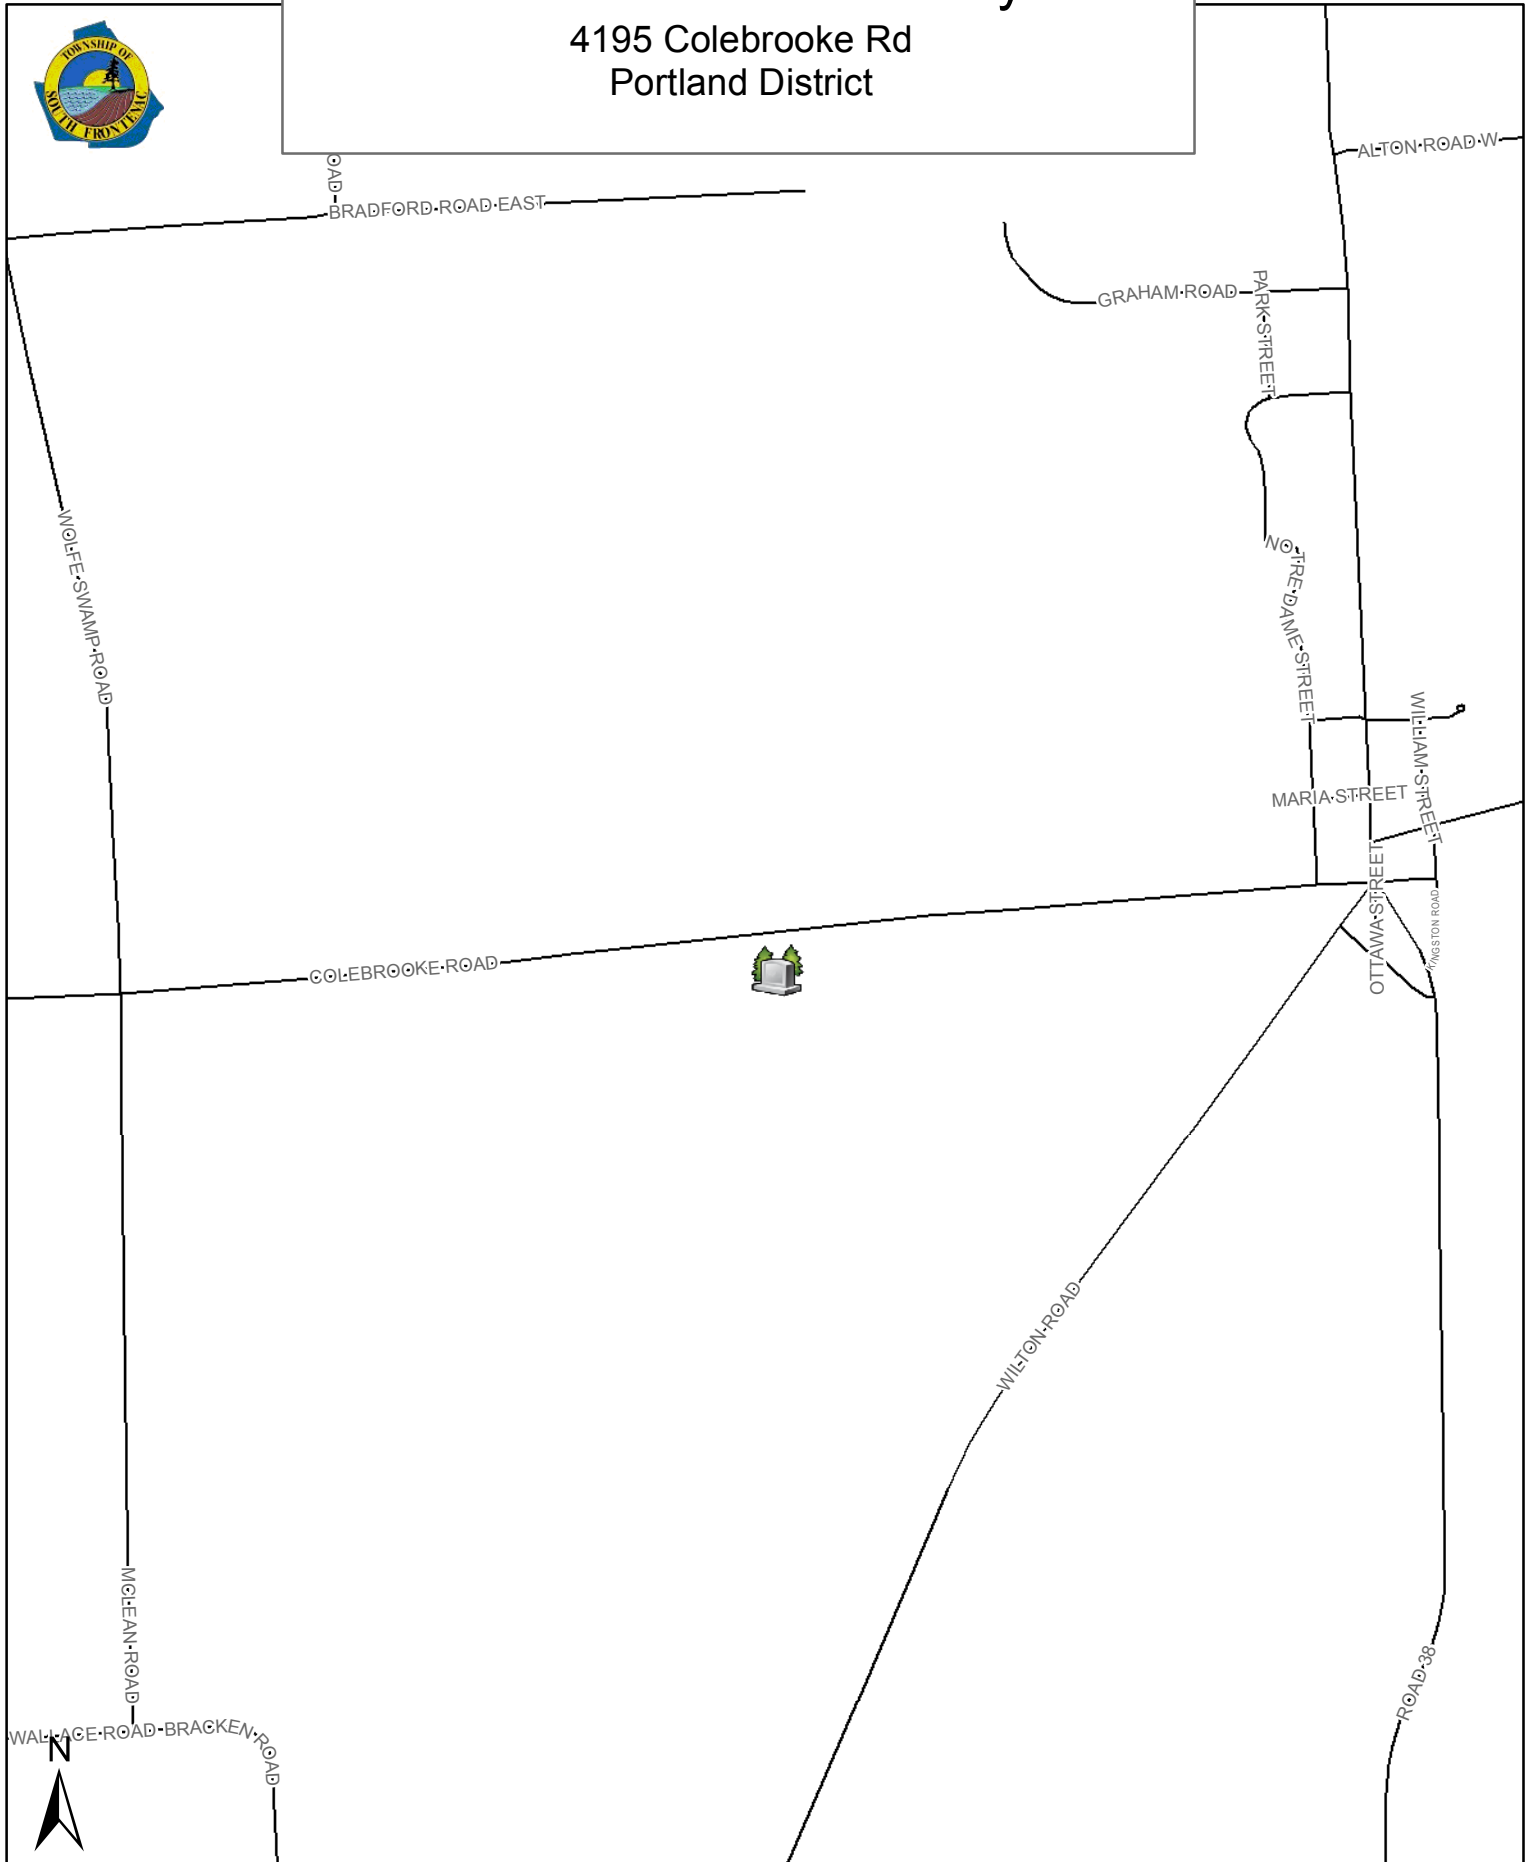 4195 Colebrooke Rd
Portland District
TOWNSHIP OF
SOUTH FRONTENAC
ALTON ROAD W
OAD
BRADFORD ROAD EAST
GRAHAM ROAD
PARK STREET
WOLFE SWAMP ROAD
NOTRE DAME STREET
WILLIAM STREET
MARIA STREET
OTTAWA STREET
KINGSTON ROAD
COLEBROOKE ROAD
WILTON ROAD
MCLEAN ROAD
ROAD 38
WALLACE ROAD
BRACKEN ROAD
N